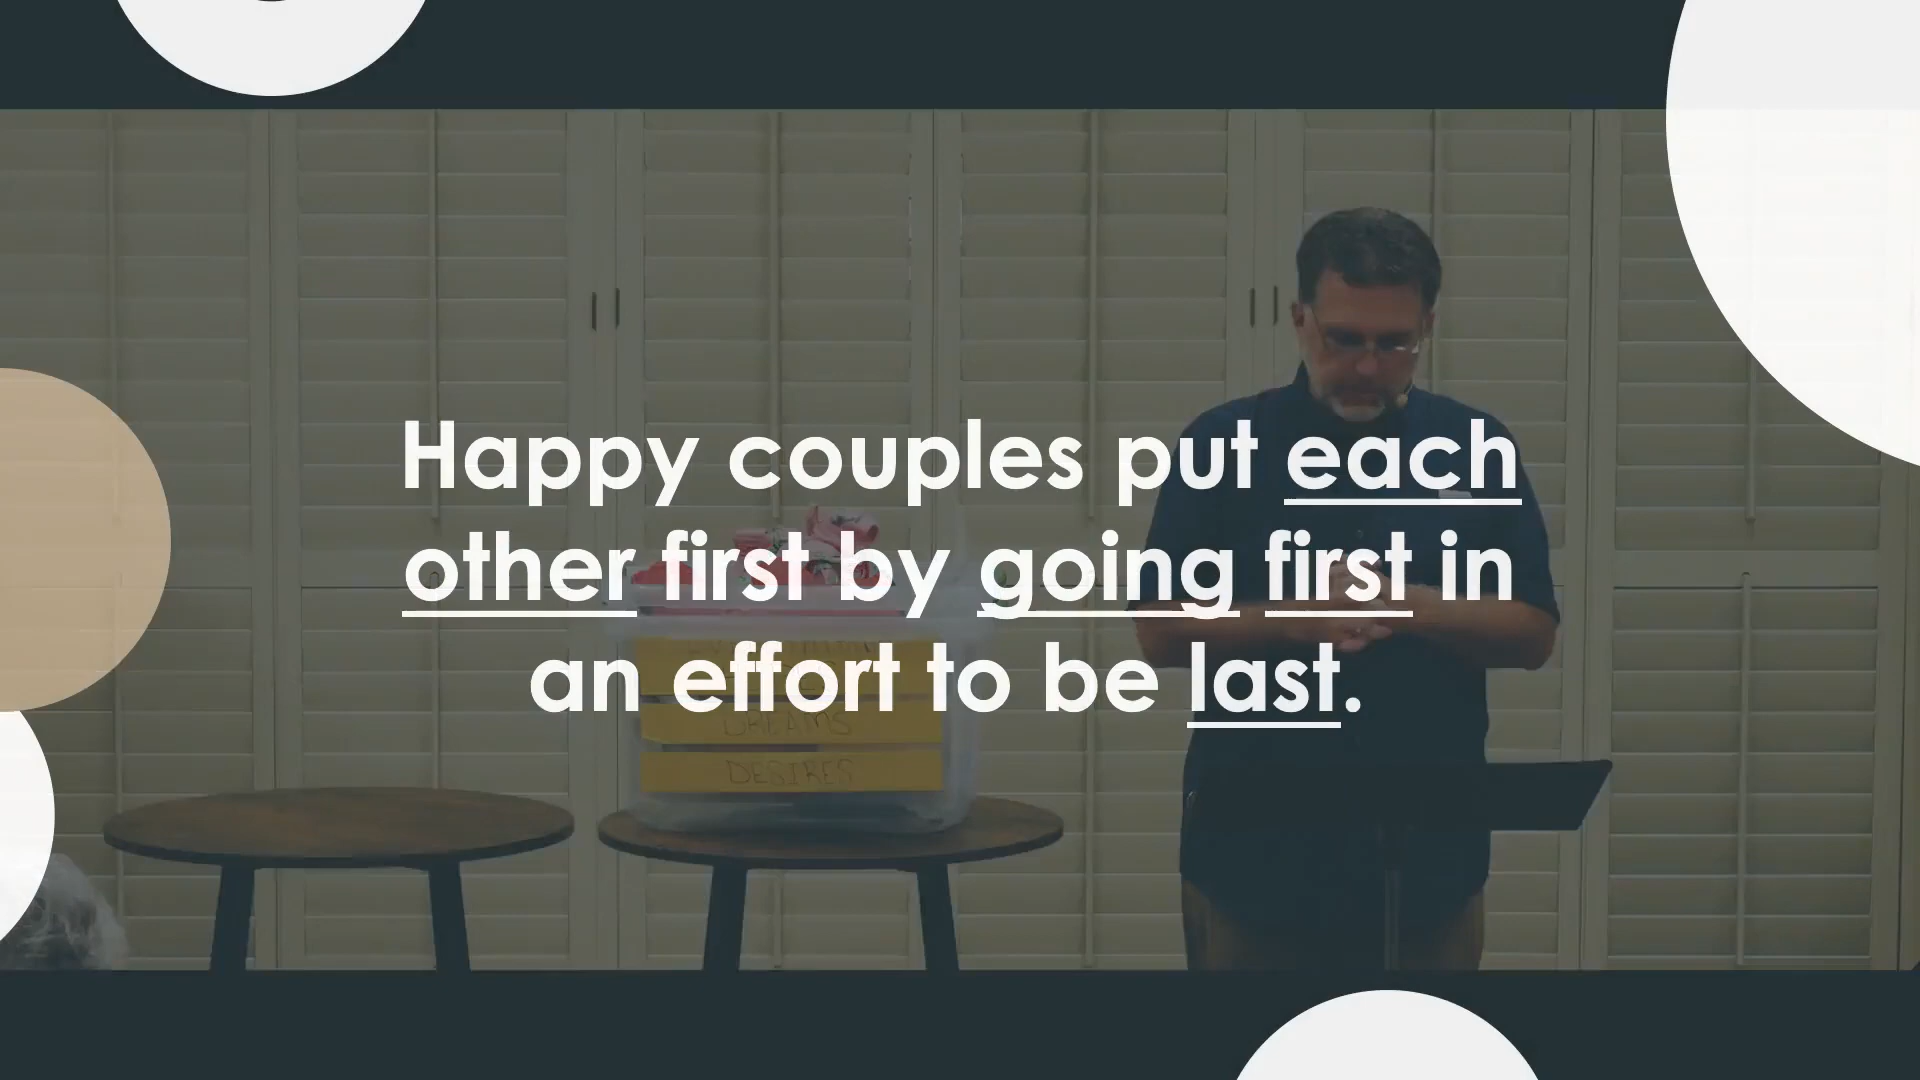 Happy couples put each
other first by going first in
an effort to be last.
DREAMS
DESIRES